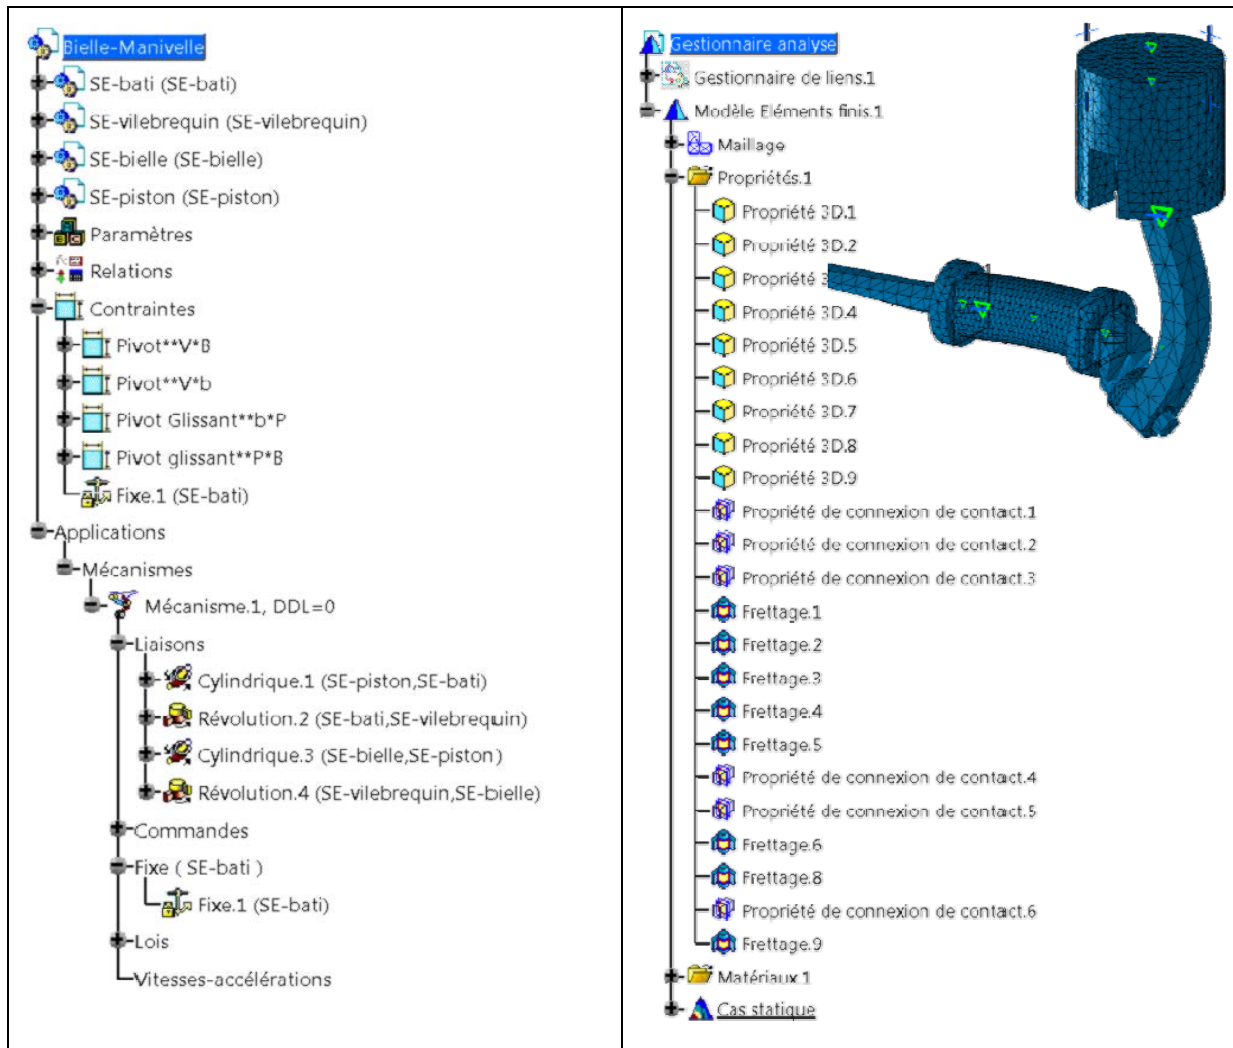 Bielle-Manivelle
SE-bati (SE-bati)
SE-vilebrequin (SE-vilebrequin)
SE-bielle (SE-bielle)
SE-piston (SE-piston)
Paramètres
Relations
Contraintes
Pivot**V*B
Pivot**V*b
Pivot Glissant**b*P
Pivot glissant**P*B
Fixe.1 (SE-bati)
Applications
Mécanismes
Mécanisme.1, DDL=0
Liaisons
Cylindrique.1 (SE-piston,SE-bati)
Révolution.2 (SE-bati,SE-vilebrequin)
Cylindrique.3 (SE-bielle,SE-piston)
Révolution.4 (SE-vilebrequin,SE-bielle)
Commandes
Fixe ( SE-bati )
Fixe.1 (SE-bati)
Lois
Vitesses-accélérations
Gestionnaire analyse
Gestionnaire de liens.1
Modèle Eléments finis.1
Maillage
Propriétés.1
Propriété 3D.1
Propriété 3D.2
Propriété 3
Propriété 3D.4
Propriété 3D.5
Propriété 3D.6
Propriété 3D.7
Propriété 3D.8
Propriété 3D.9
Propriété de connexion de contact.1
Propriété de connexion de contact.2
Propriété de connexion de contact.3
Frettage.1
Frettage.2
Frettage.3
Frettage.4
Frettage.5
Propriété de connexion de contact.4
Propriété de connexion de contact.5
Frettage.6
Frettage.8
Propriété de connexion de contact.6
Frettage.9
Matériaux.1
Cas statique